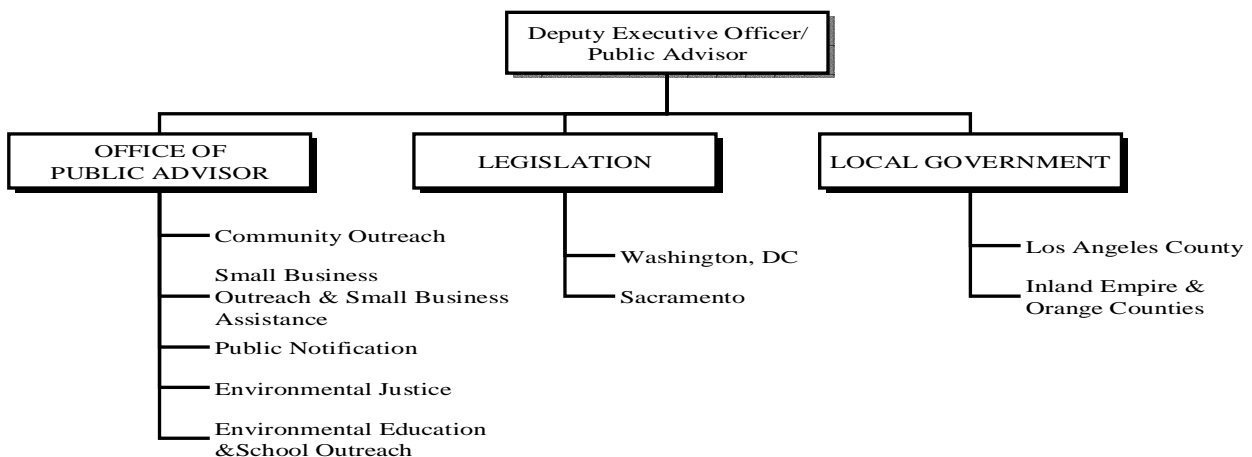 Deputy Executive Officer/
Public Advisor
OFFICE OF
PUBLIC ADVISOR
LEGISLATION
LOCAL GOVERNMENT
Community Outreach
Small Business
Outreach & Small Business
Assistance
Public Notification
Environmental Justice
Environmental Education
&School Outreach
Washington, DC
Sacramento
Los Angeles County
Inland Empire &
Orange Counties